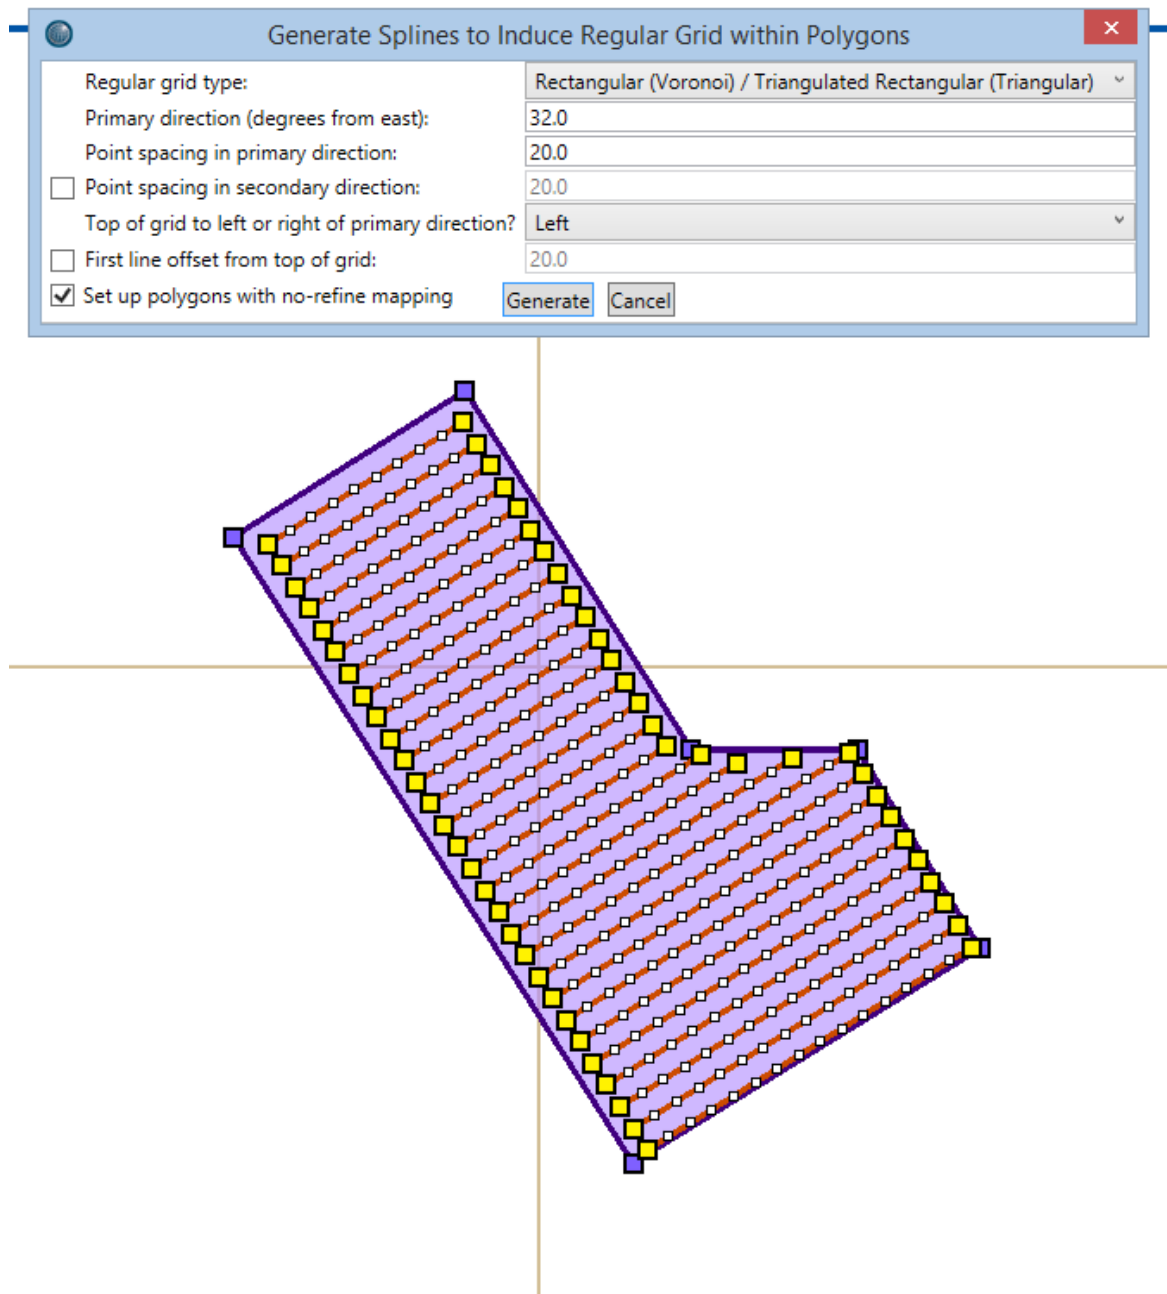 Generate Splines to Induce Regular Grid within Polygons
Regular grid type: Rectangular (Voronoi) / Triangulated Rectangular (Triangular)
Primary direction (degrees from east): 32.0
Point spacing in primary direction: 20.0
Point spacing in secondary direction: 20.0
Top of grid to left or right of primary direction? Left
First line offset from top of grid: 20.0
Set up polygons with no-refine mapping Generate Cancel